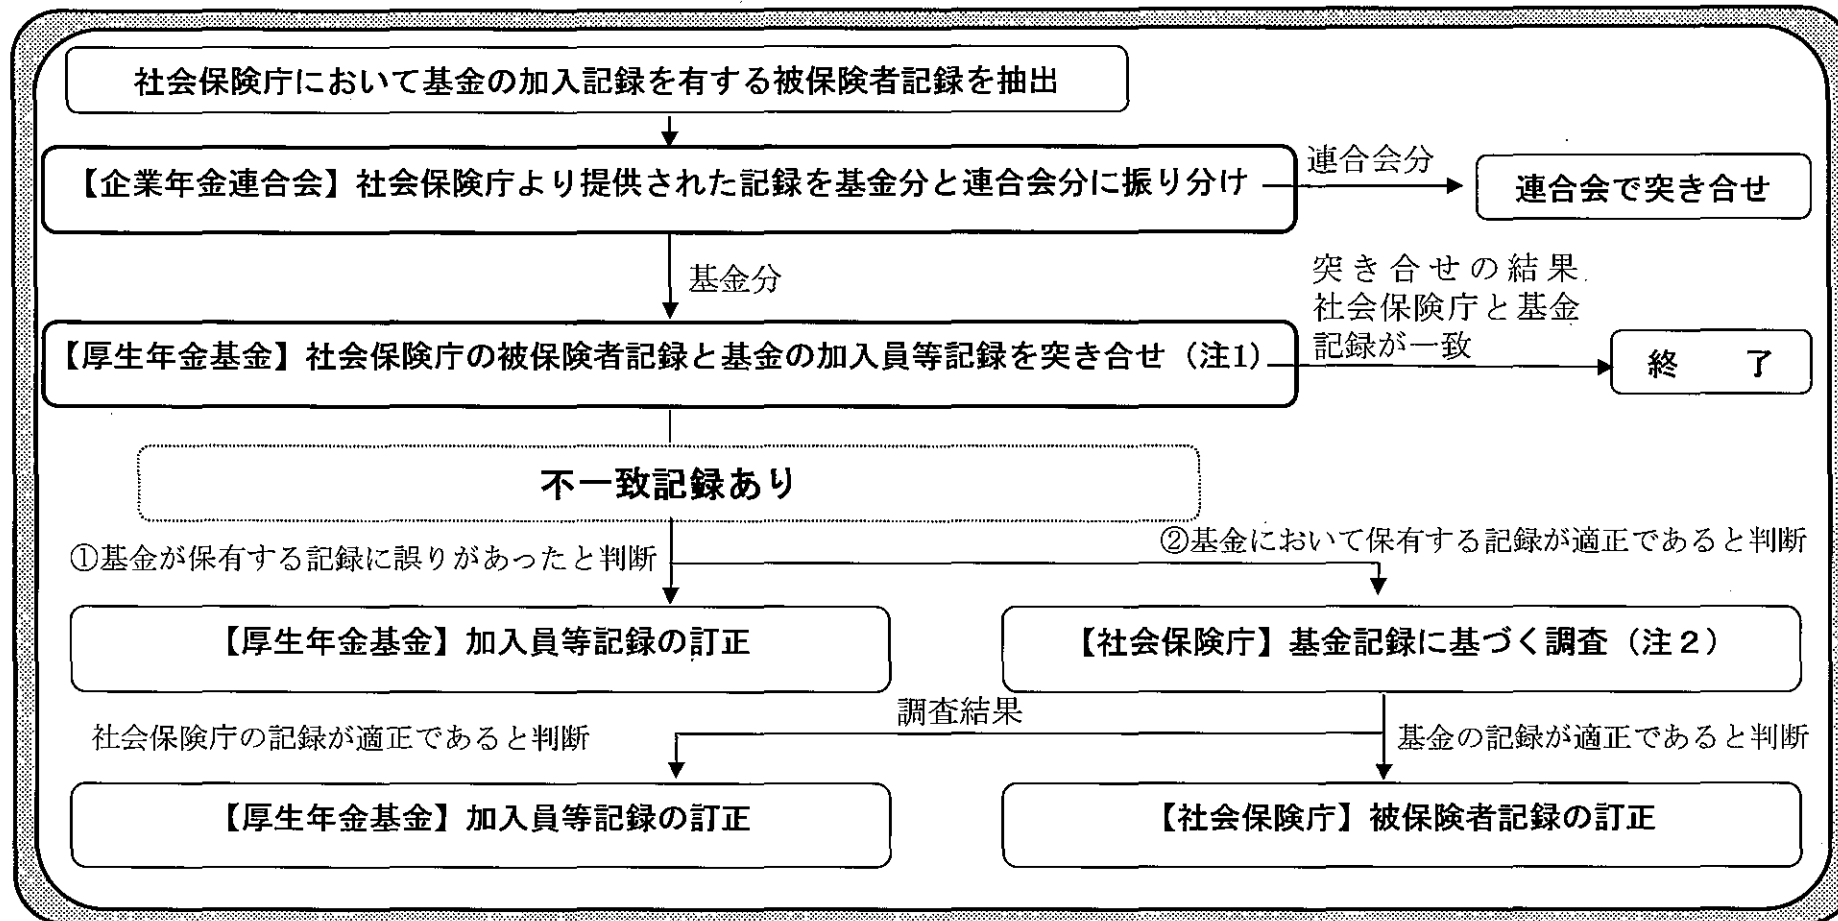 社会保険庁において基金の加入記録を有する被保険者記録を抽出
【企業年金連合会】社会保険庁より提供された記録を基金分と連合会分に振り分け
連合会分
連合会で突き合せ
基金分
突き合せの結果
社会保険庁と基金
記録が一致
【厚生年金基金】社会保険庁の被保険者記録と基金の加入員等記録を突き合せ（注1）
終 了
不一致記録あり
①基金が保有する記録に誤りがあったと判断
②基金において保有する記録が適正であると判断
【厚生年金基金】加入員等記録の訂正
【社会保険庁】基金記録に基づく調査（注２）
調査結果
社会保険庁の記録が適正であると判断
基金の記録が適正であると判断
【厚生年金基金】加入員等記録の訂正
【社会保険庁】被保険者記録の訂正